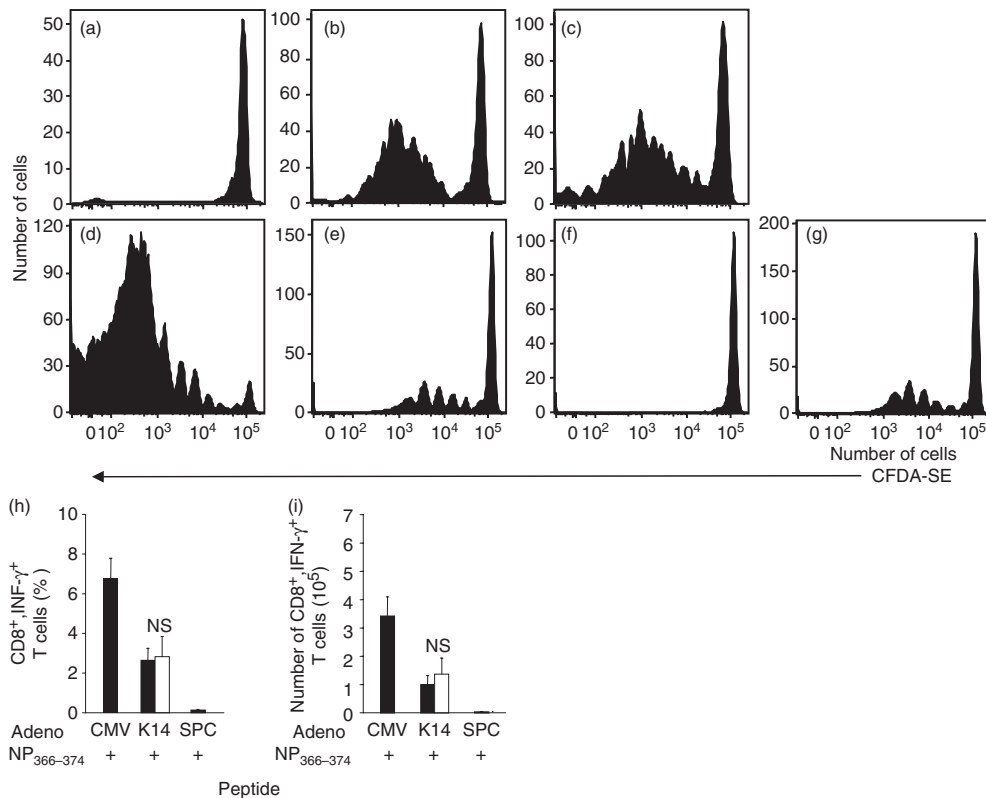 (a)
50
40
30
20
10
0
(b)
100
80
60
40
20
0
(c)
100
80
60
40
20
0
Number of cells
(d)
120
90
60
30
0
0 10² 10³ 10⁴ 10⁵
(e)
150
100
50
0
0 10² 10³ 10⁴ 10⁵
(f)
100
80
60
40
20
0
0 10² 10³ 10⁴ 10⁵
(g)
200
150
100
50
0
0 10² 10³ 10⁴ 10⁵
Number of cells
CFDA-SE
(h)
CD8⁺,INF-γ⁺
T cells (%)
10
8
6
4
2
0
NS
Adeno CMV K14 SPC
NP₃₆₆₋₃₇₄ + + +
(i)
Number of CD8⁺,IFN-γ⁺
T cells (10⁵)
7
6
5
4
3
2
1
0
NS
CMV K14 SPC
+ + +
Peptide